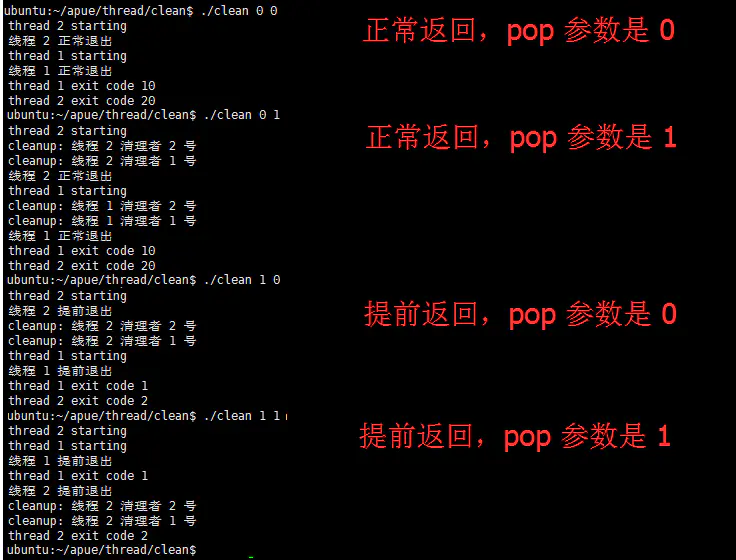 ubuntu:~/apue/thread/clean$ ./clean 0 0
正常返回，pop 参数是 0
thread 2 starting
线程 2 正常退出
thread 1 starting
线程 1 正常退出
thread 1 exit code 10
thread 2 exit code 20
ubuntu:~/apue/thread/clean$ ./clean 0 1
正常返回，pop 参数是 1
thread 2 starting
cleanup: 线程 2 清理者 2 号
cleanup: 线程 2 清理者 1 号
线程 2 正常退出
thread 1 starting
cleanup: 线程 1 清理者 2 号
cleanup: 线程 1 清理者 1 号
线程 1 正常退出
thread 1 exit code 10
thread 2 exit code 20
ubuntu:~/apue/thread/clean$ ./clean 1 0
thread 2 starting
提前返回，pop 参数是 0
线程 2 提前退出
cleanup: 线程 2 清理者 2 号
cleanup: 线程 2 清理者 1 号
thread 1 starting
线程 1 提前退出
thread 1 exit code 1
thread 2 exit code 2
ubuntu:~/apue/thread/clean$ ./clean 1 1
提前返回，pop 参数是 1
thread 2 starting
thread 1 starting
线程 1 提前退出
thread 1 exit code 1
线程 2 提前退出
cleanup: 线程 2 清理者 2 号
cleanup: 线程 2 清理者 1 号
thread 2 exit code 2
ubuntu:~/apue/thread/clean$